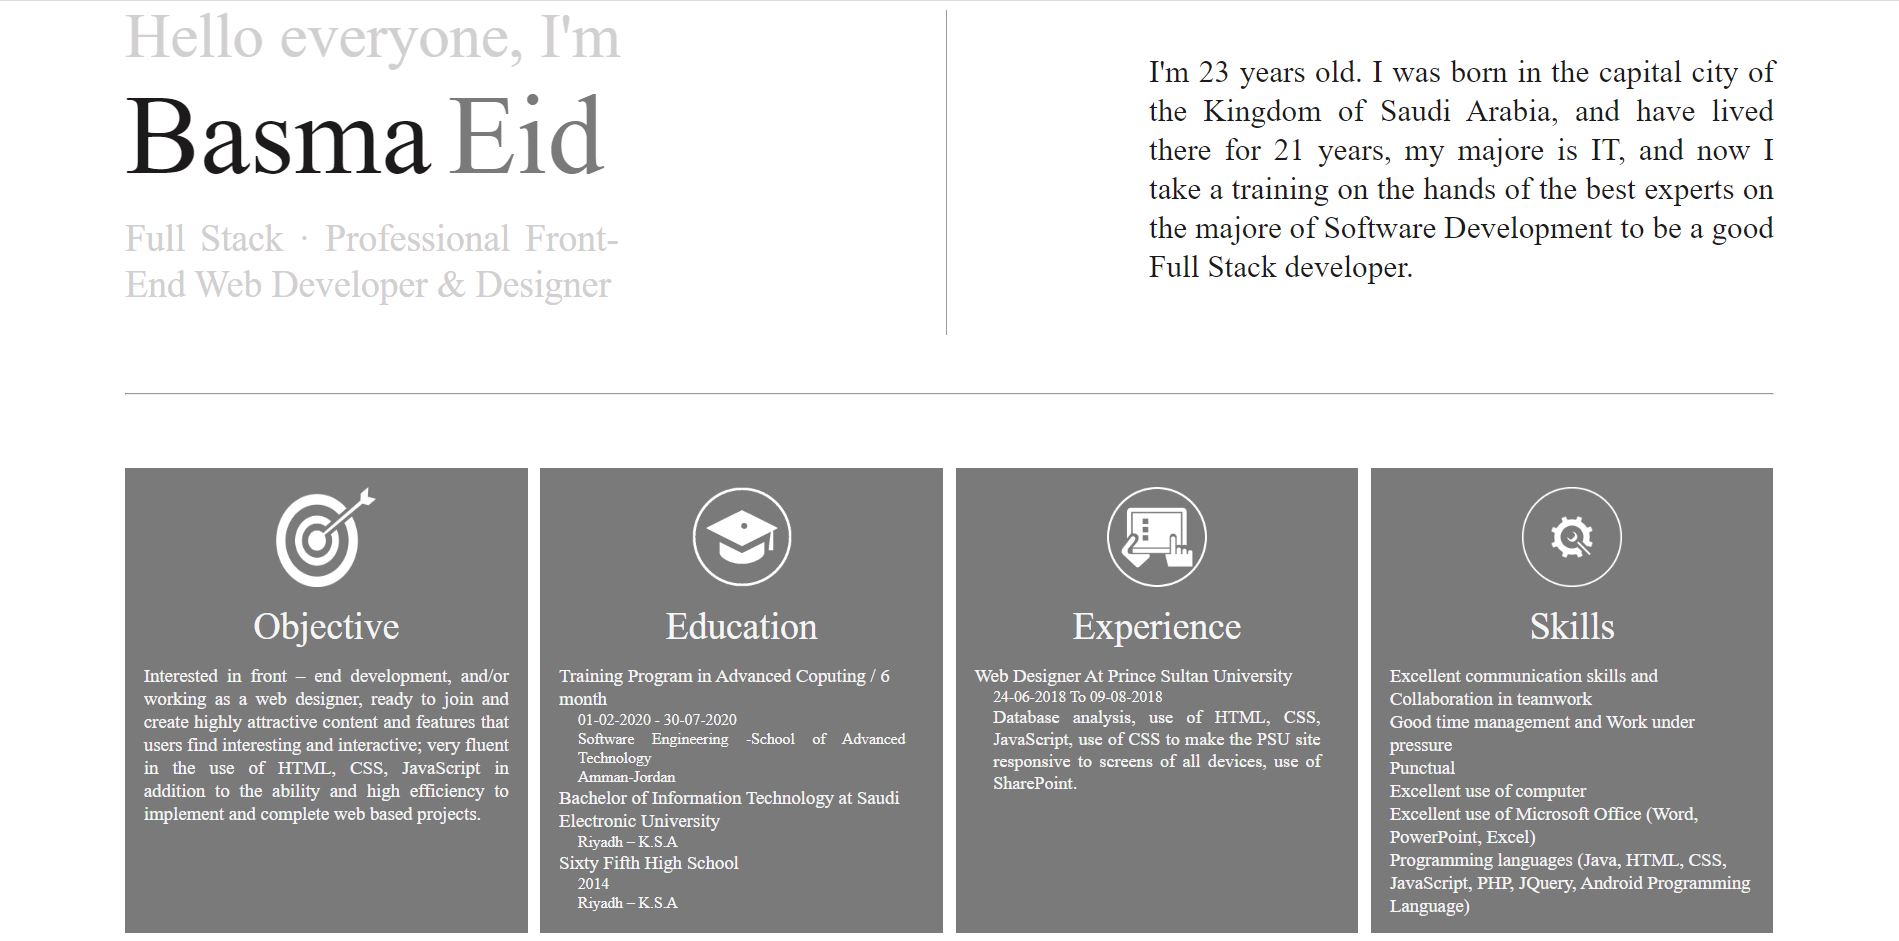 Hello everyone, I'm
Basma Eid
Full Stack · Professional Front-
End Web Developer & Designer
I'm 23 years old. I was born in the capital city of
the Kingdom of Saudi Arabia, and have lived
there for 21 years, my majore is IT, and now I
take a training on the hands of the best experts on
the majore of Software Development to be a good
Full Stack developer.
Objective
Interested in front – end development, and/or
working as a web designer, ready to join and
create highly attractive content and features that
users find interesting and interactive; very fluent
in the use of HTML, CSS, JavaScript in
addition to the ability and high efficiency to
implement and complete web based projects.
Education
Training Program in Advanced Coputing / 6
month
01-02-2020 - 30-07-2020
Software Engineering -School of Advanced
Technology
Amman-Jordan
Bachelor of Information Technology at Saudi
Electronic University
Riyadh – K.S.A
Sixty Fifth High School
2014
Riyadh – K.S.A
Experience
Web Designer At Prince Sultan University
24-06-2018 To 09-08-2018
Database analysis, use of HTML, CSS,
JavaScript, use of CSS to make the PSU site
responsive to screens of all devices, use of
SharePoint.
Skills
Excellent communication skills and
Collaboration in teamwork
Good time management and Work under
pressure
Punctual
Excellent use of computer
Excellent use of Microsoft Office (Word,
PowerPoint, Excel)
Programming languages (Java, HTML, CSS,
JavaScript, PHP, JQuery, Android Programming
Language)